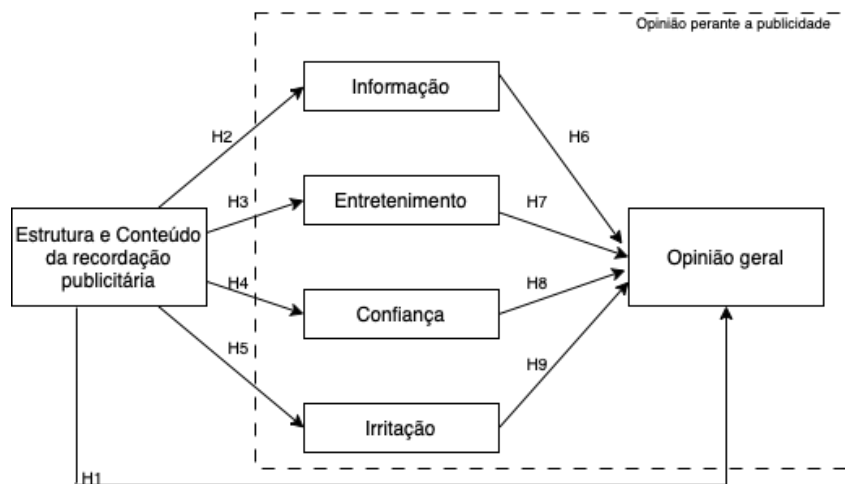 Opinião perante a publicidade
Informação
H2
H6
Entretenimento
H3
H7
Estrutura e Conteúdo
da recordação
publicitária
Opinião geral
H4
H8
Confiança
H5
H9
Irritação
H1